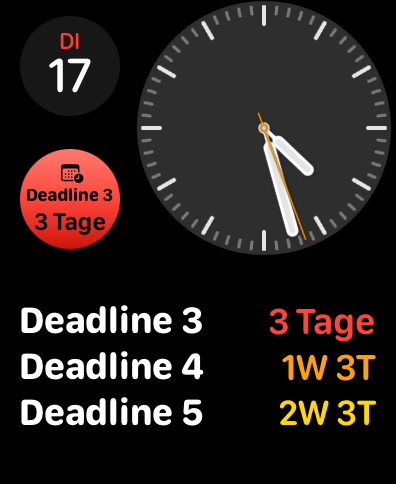 DI
17
Deadline 3
3 Tage
Deadline 3 3 Tage
Deadline 4 1W 3T
Deadline 5 2W 3T